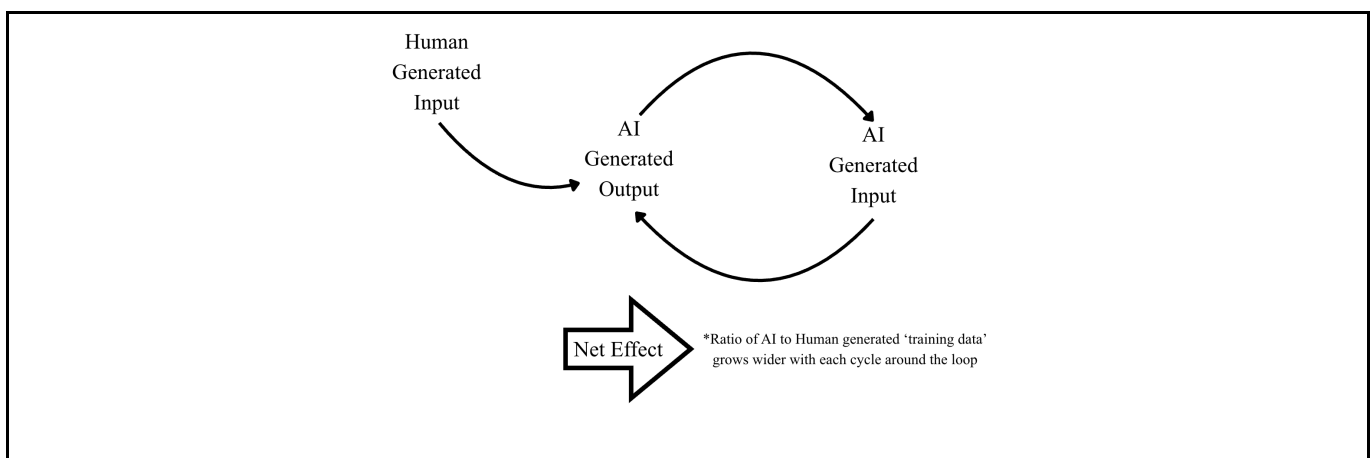 Human
Generated
Input
AI
Generated
Output
AI
Generated
Input
Net Effect
*Ratio of AI to Human generated ‘training data’
grows wider with each cycle around the loop